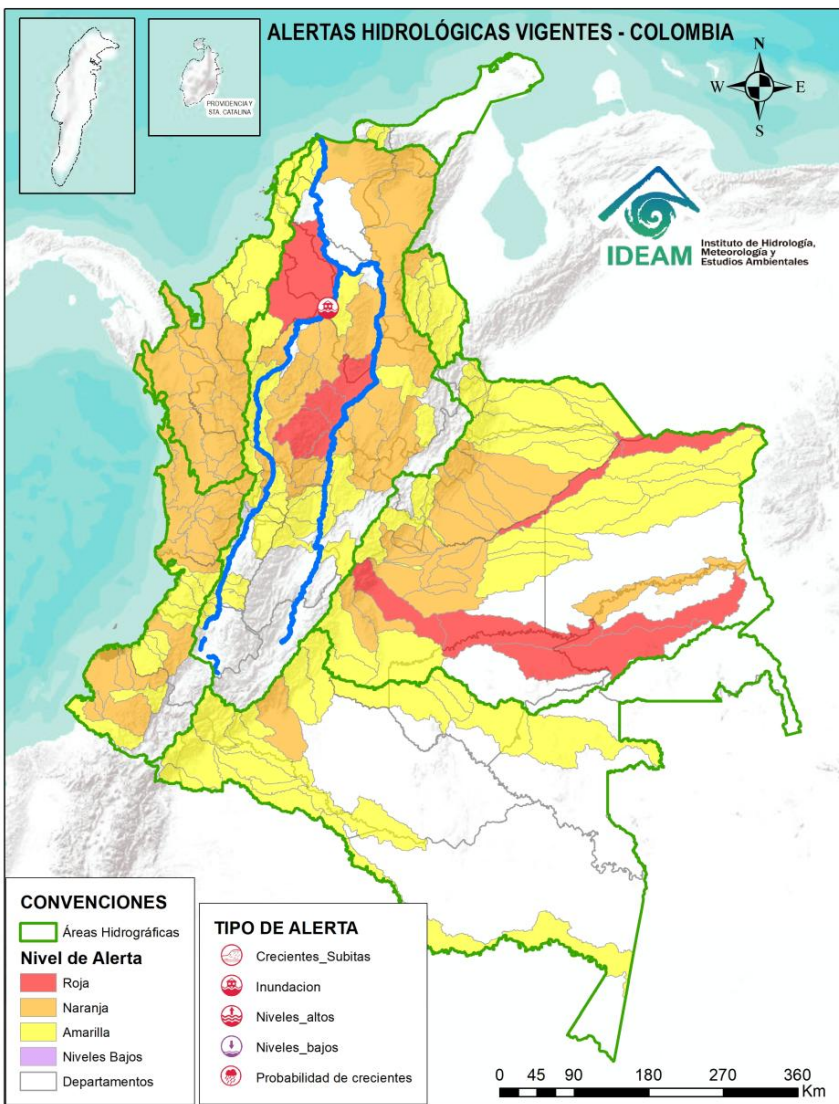 ALERTAS HIDROLÓGICAS VIGENTES - COLOMBIA
PROVIDENCIA Y
STA. CATALINA
N
W
E
S
IDEAM
Instituto de Hidrología,
Meteorología y
Estudios Ambientales
CONVENCIONES
Áreas Hidrográficas
Nivel de Alerta
Roja
Naranja
Amarilla
Niveles Bajos
Departamentos
TIPO DE ALERTA
Crecientes_Subitas
Inundacion
Niveles_altos
Niveles_bajos
Probabilidad de crecientes
0 45 90 180 270 360
Km